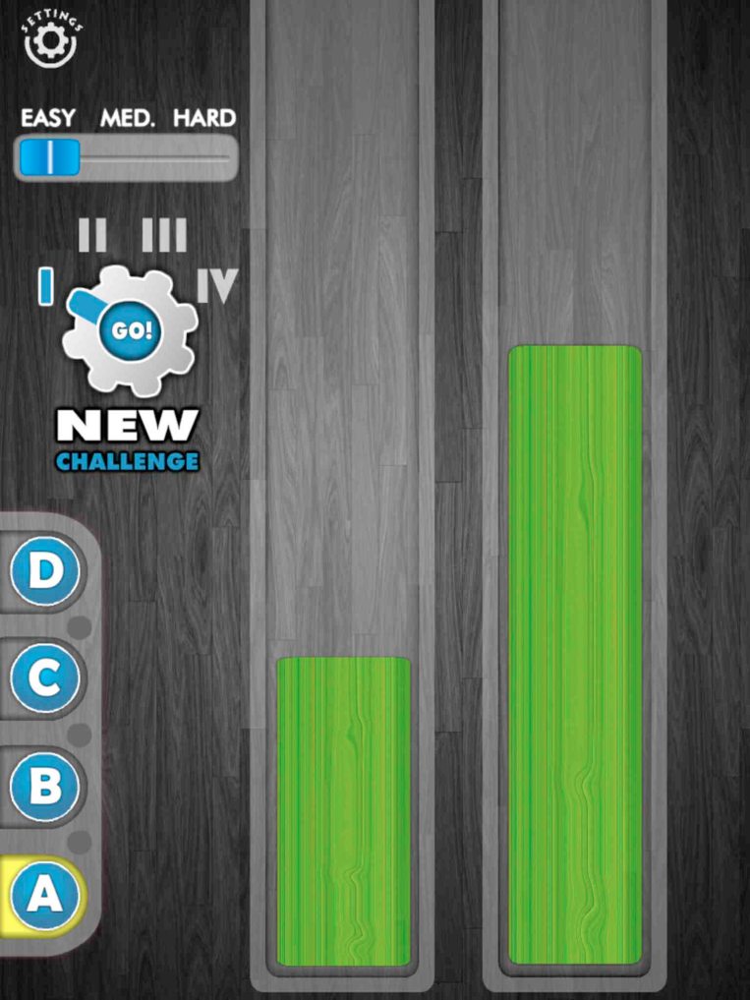 SETTINGS
EASY MED. HARD
II III
I IV
GO!
NEW
CHALLENGE
D
C
B
A